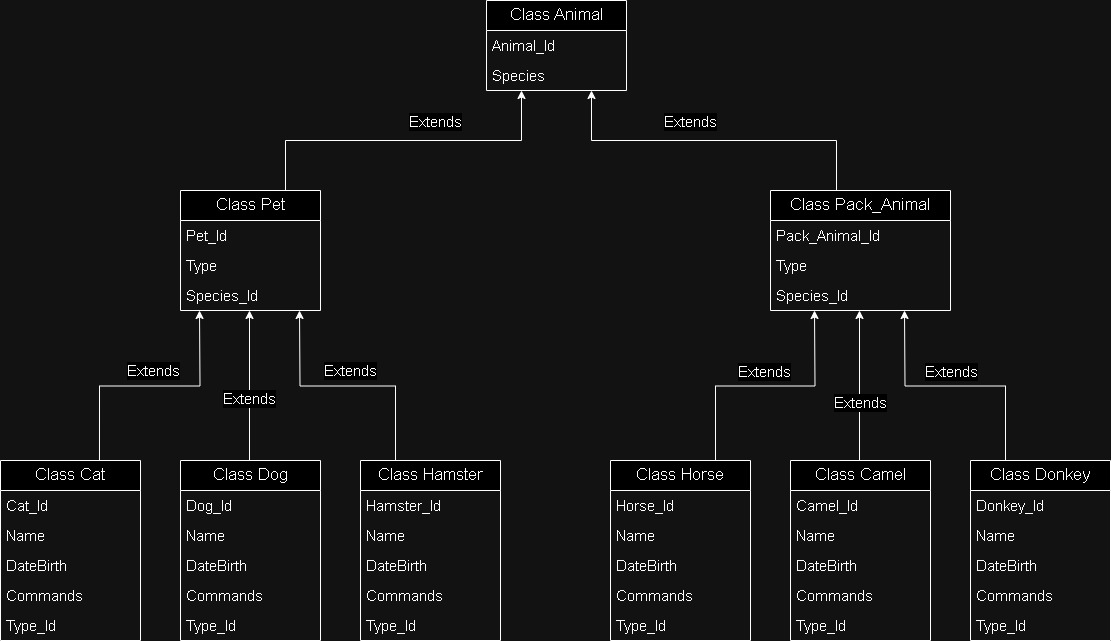 Class Animal
Animal_Id
Species
Extends
Extends
Class Pet
Pet_Id
Type
Species_Id
Class Pack_Animal
Pack_Animal_Id
Type
Species_Id
Extends
Extends
Extends
Extends
Extends
Extends
Class Cat
Cat_Id
Name
DateBirth
Commands
Type_Id
Class Dog
Dog_Id
Name
DateBirth
Commands
Type_Id
Class Hamster
Hamster_Id
Name
DateBirth
Commands
Type_Id
Class Horse
Horse_Id
Name
DateBirth
Commands
Type_Id
Class Camel
Camel_Id
Name
DateBirth
Commands
Type_Id
Class Donkey
Donkey_Id
Name
DateBirth
Commands
Type_Id